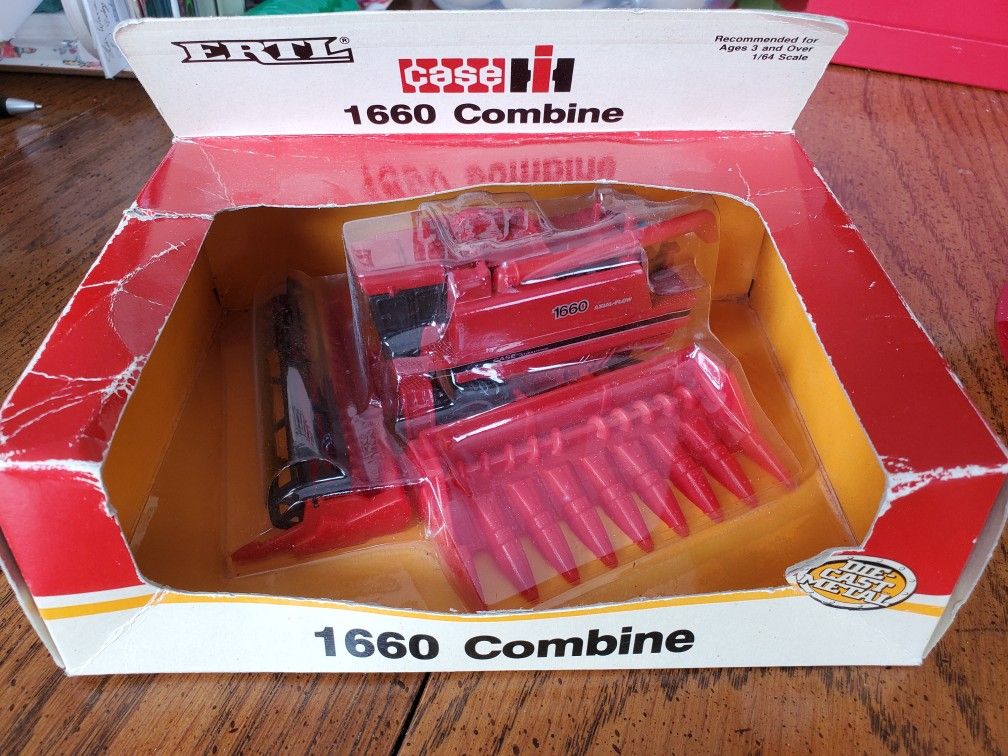 ERTL®
Recommended for
Ages 3 and Over
1/64 Scale
case IH
1660 Combine
1660 AXIAL-FLOW
CASE
DIE
CAST
METAL
1660 Combine